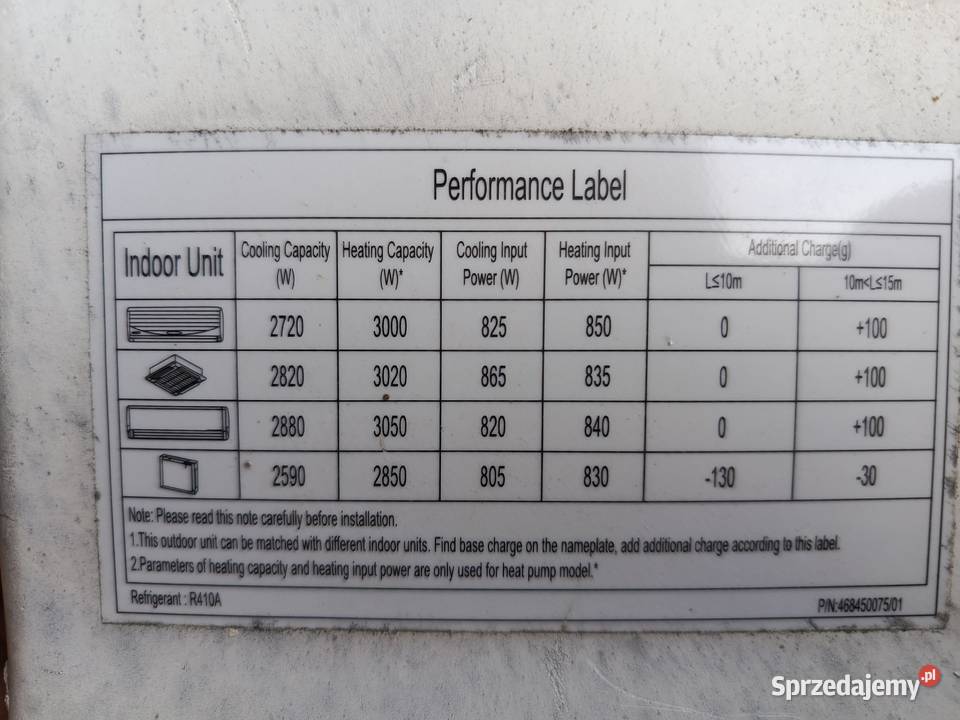 Performance Label
Indoor Unit Cooling Capacity (W) Heating Capacity (W)* Cooling Input Power (W) Heating Input Power (W)* Additional Charge(g)
L≤10m 10m<L≤15m
2720 3000 825 850 0 +100
2820 3020 865 835 0 +100
2880 3050 820 840 0 +100
2590 2850 805 830 -130 -30
Note: Please read this note carefully before installation.
1.This outdoor unit can be matched with different indoor units. Find base charge on the nameplate, add additional charge according to this label.
2.Parameters of heating capacity and heating input power are only used for heat pump model.*
Refrigerant : R410A P/N:468450075/01
Sprzedajemy.pl